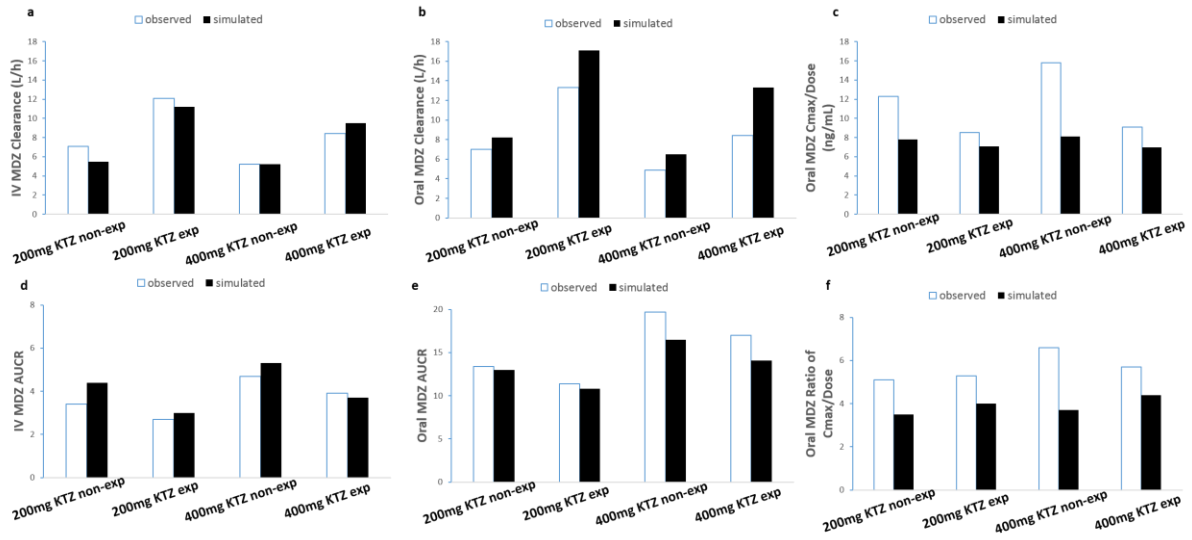 a
observed simulated
IV MDZ Clearance (L/h)
18
16
14
12
10
8
6
4
2
0
200mg KTZ non-exp
200mg KTZ exp
400mg KTZ non-exp
400mg KTZ exp
b
observed simulated
Oral MDZ Clearance (L/h)
18
16
14
12
10
8
6
4
2
0
200mg KTZ non-exp
200mg KTZ exp
400mg KTZ non-exp
400mg KTZ exp
c
observed simulated
Oral MDZ Cmax/Dose
(ng/mL)
18
16
14
12
10
8
6
4
2
0
200mg KTZ non-exp
200mg KTZ exp
400mg KTZ non-exp
400mg KTZ exp
d
observed simulated
IV MDZ AUCR
8
6
4
2
0
200mg KTZ non-exp
200mg KTZ exp
400mg KTZ non-exp
400mg KTZ exp
e
observed simulated
Oral MDZ AUCR
20
15
10
5
0
200mg KTZ non-exp
200mg KTZ exp
400mg KTZ non-exp
400mg KTZ exp
f
observed simulated
Oral MDZ Ratio of
Cmax/Dose
8
6
4
2
0
200mg KTZ non-exp
200mg KTZ exp
400mg KTZ non-exp
400mg KTZ exp